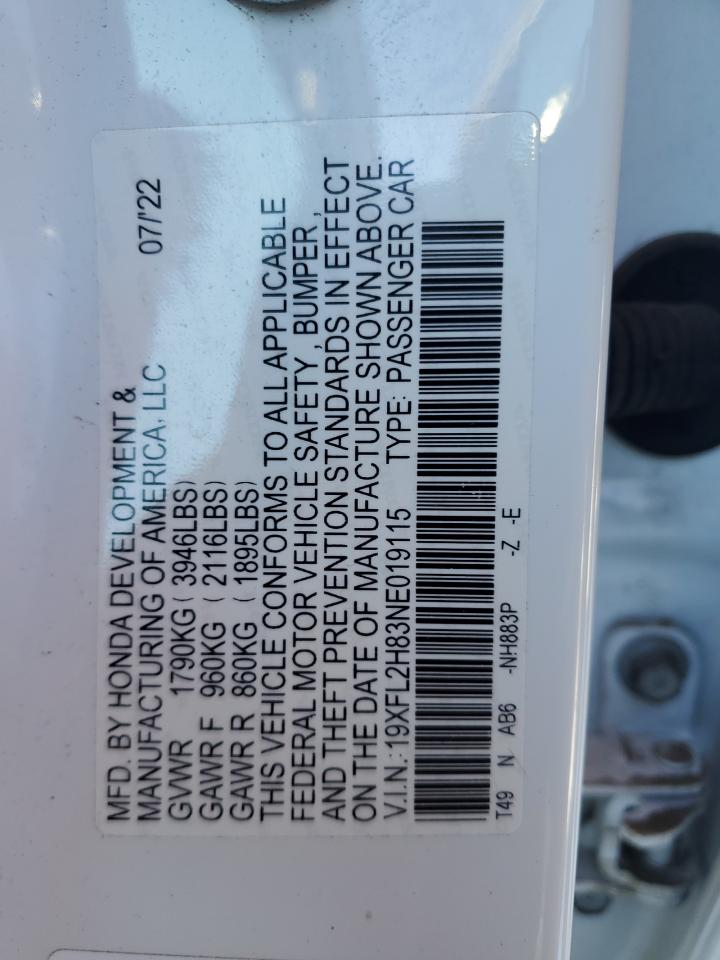 MFD. BY HONDA DEVELOPMENT &
MANUFACTURING OF AMERICA, LLC 07/'22
GVWR 1790KG ( 3946LBS)
GAWR F 960KG ( 2116LBS)
GAWR R 860KG ( 1895LBS)
THIS VEHICLE CONFORMS TO ALL APPLICABLE
FEDERAL MOTOR VEHICLE SAFETY , BUMPER ,
AND THEFT PREVENTION STANDARDS IN EFFECT
ON THE DATE OF MANUFACTURE SHOWN ABOVE.
V.I.N.: 19XFL2H83NE019115 TYPE: PASSENGER CAR
T49 N AB6 -NH883P -Z -E